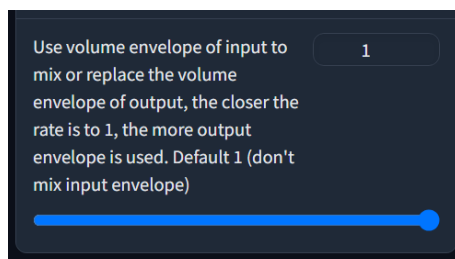 Use volume envelope of input to
mix or replace the volume
envelope of output, the closer the
rate is to 1, the more output
envelope is used. Default 1 (don't
mix input envelope)
1